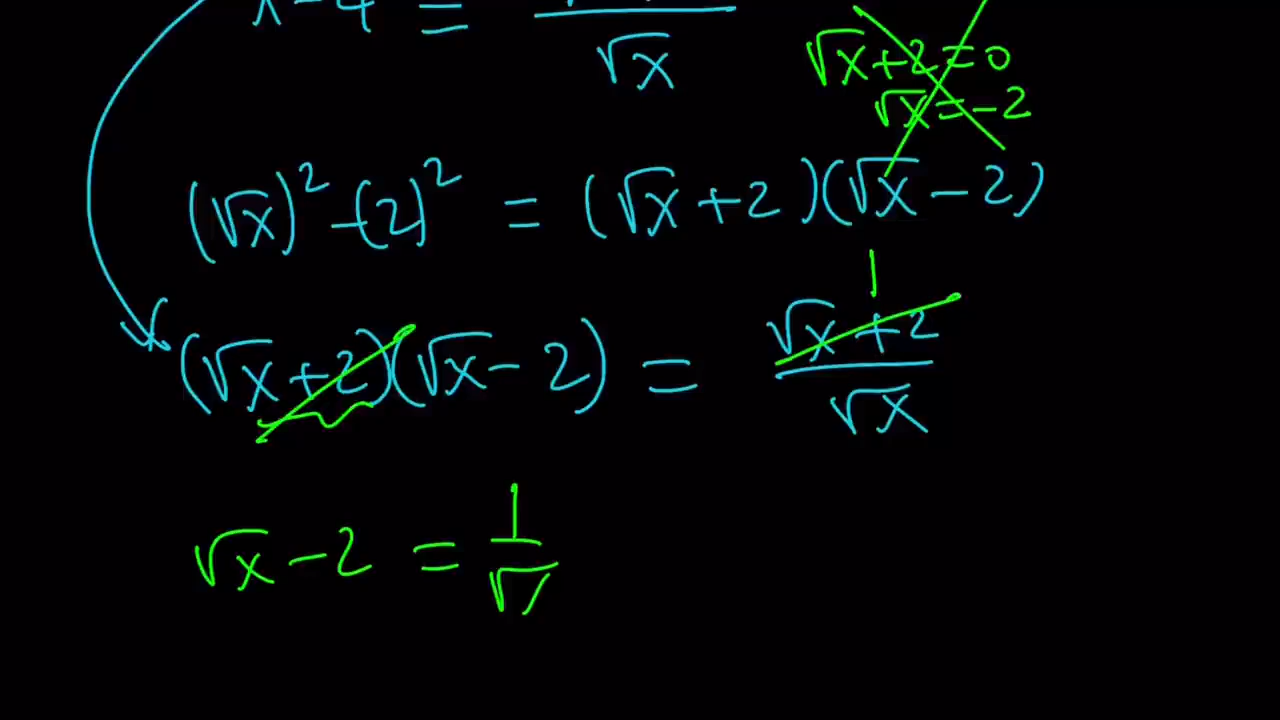 x-4 =
√x
√x+2=0
√x=-2
(√x)² -(2)² = (√x+2)(√x-2)
1
(√x+2)(√x-2) = √x+2 / √x
√x-2 = 1/√